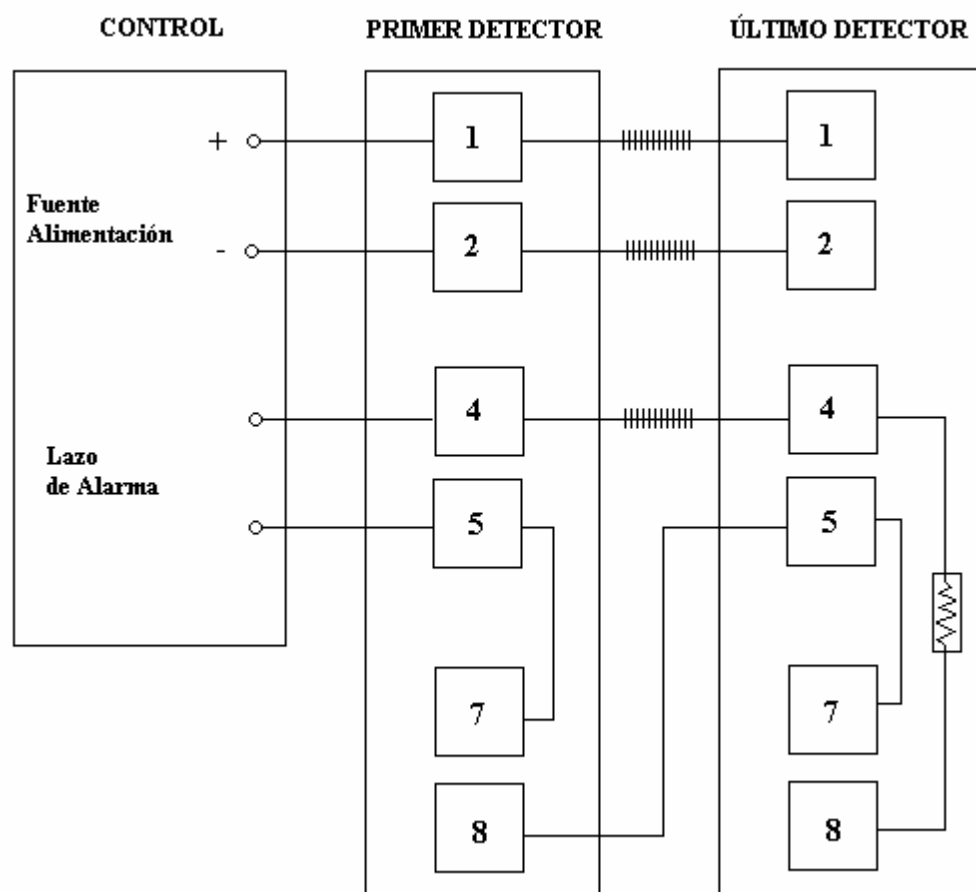 CONTROL
PRIMER DETECTOR
ÚLTIMO DETECTOR
+
1
1
Fuente
Alimentación
-
2
2
4
4
Lazo
de Alarma
5
5
7
7
8
8